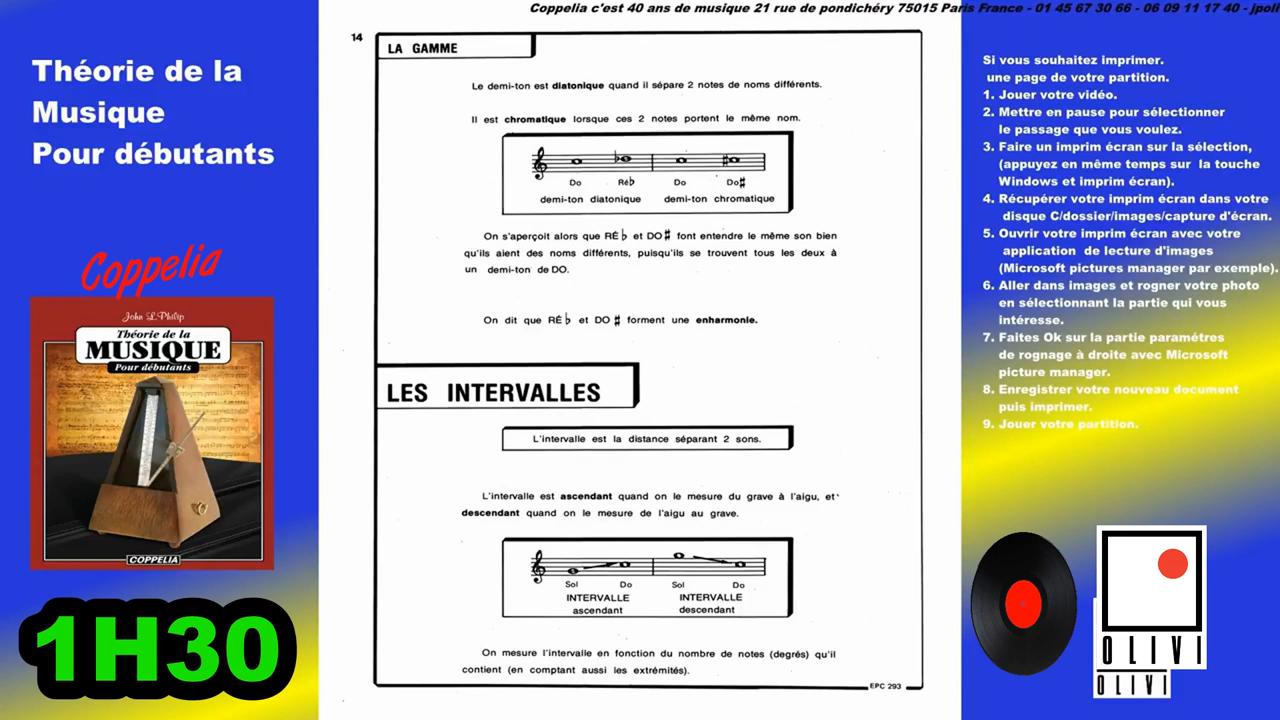 Coppelia c'est 40 ans de musique 21 rue de pondichéry 75015 Paris France - 01 45 67 30 66 - 06 09 11 17 40 - jpoli
Théorie de la
Musique
Pour débutants
Coppelia
John L. Philip
Théorie de la
MUSIQUE
Pour débutants
COPPELIA
1H30
14
LA GAMME
Le demi-ton est diatonique quand il sépare 2 notes de noms différents.
Il est chromatique lorsque ces 2 notes portent le même nom.
Do Ré♭ Do Do♯
demi-ton diatonique demi-ton chromatique
On s'aperçoit alors que RÉ♭ et DO♯ font entendre le même son bien
qu'ils aient des noms différents, puisqu'ils se trouvent tous les deux à
un demi-ton de DO.
On dit que RÉ♭ et DO♯ forment une enharmonie.
LES INTERVALLES
L'intervalle est la distance séparant 2 sons.
L'intervalle est ascendant quand on le mesure du grave à l'aigu, et
descendant quand on le mesure de l'aigu au grave.
Sol Do Sol Do
INTERVALLE INTERVALLE
ascendant descendant
On mesure l'intervalle en fonction du nombre de notes (degrés) qu'il
contient (en comptant aussi les extrémités).
EPC 293
Si vous souhaitez imprimer.
une page de votre partition.
1. Jouer votre vidéo.
2. Mettre en pause pour sélectionner
le passage que vous voulez.
3. Faire un imprim écran sur la sélection,
(appuyez en même temps sur la touche
Windows et imprim écran).
4. Récupérer votre imprim écran dans votre
disque C/dossier/images/capture d'écran.
5. Ouvrir votre imprim écran avec votre
application de lecture d'images
(Microsoft pictures manager par exemple).
6. Aller dans images et rogner votre photo
en sélectionnant la partie qui vous
intéresse.
7. Faites Ok sur la partie paramétres
de rognage à droite avec Microsoft
picture manager.
8. Enregistrer votre nouveau document
puis imprimer.
9. Jouer votre partition.
OLIVI
OLIVI